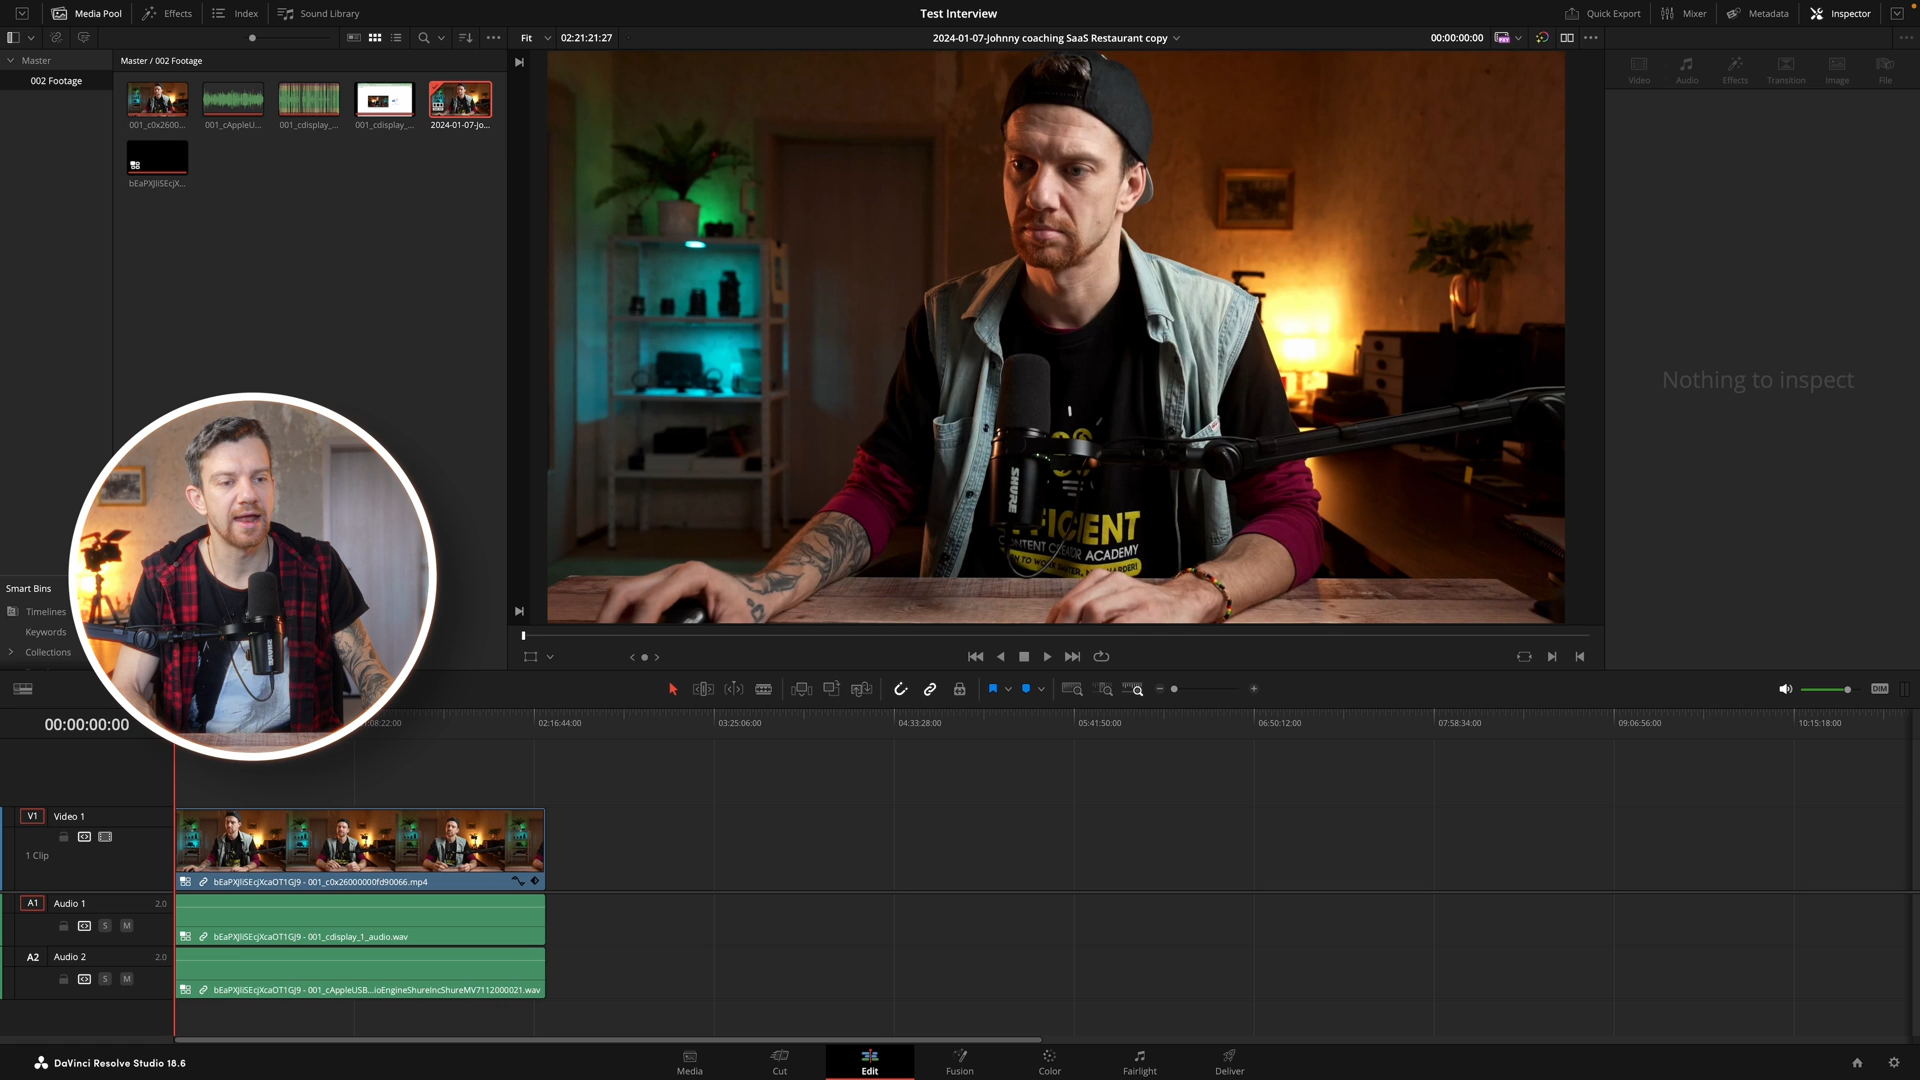 Media Pool
Effects
Index
Sound Library
Test Interview
Quick Export
Mixer
Metadata
Inspector
Fit
02:21:21:27
2024-01-07-Johnny coaching SaaS Restaurant copy
00:00:00:00
Master
002 Footage
Master / 002 Footage
001_c0x2600...
001_cAppleU...
001_cdisplay_...
001_cdisplay_...
2024-01-07-Jo...
bEaPXJliSEcjX...
Video
Audio
Effects
Transition
Image
File
Nothing to inspect
SHURE
CONTENT CREATOR ACADEMY
Smart Bins
Timelines
Keywords
Collections
DIM
00:00:00:00
02:16:44:00
03:25:06:00
04:33:28:00
05:41:50:00
06:50:12:00
07:58:34:00
09:06:56:00
10:15:18:00
V1
Video 1
1 Clip
bEaPXJliSEcjXcaOT1GJ9 - 001_c0x26000000fd90066.mp4
A1
Audio 1
2.0
S
M
bEaPXJliSEcjXcaOT1GJ9 - 001_cdisplay_1_audio.wav
A2
Audio 2
2.0
S
M
bEaPXJliSEcjXcaOT1GJ9 - 001_cAppleUSB...ioEngineShureIncShureMV7112000021.wav
DaVinci Resolve Studio 18.6
Media
Cut
Edit
Fusion
Color
Fairlight
Deliver